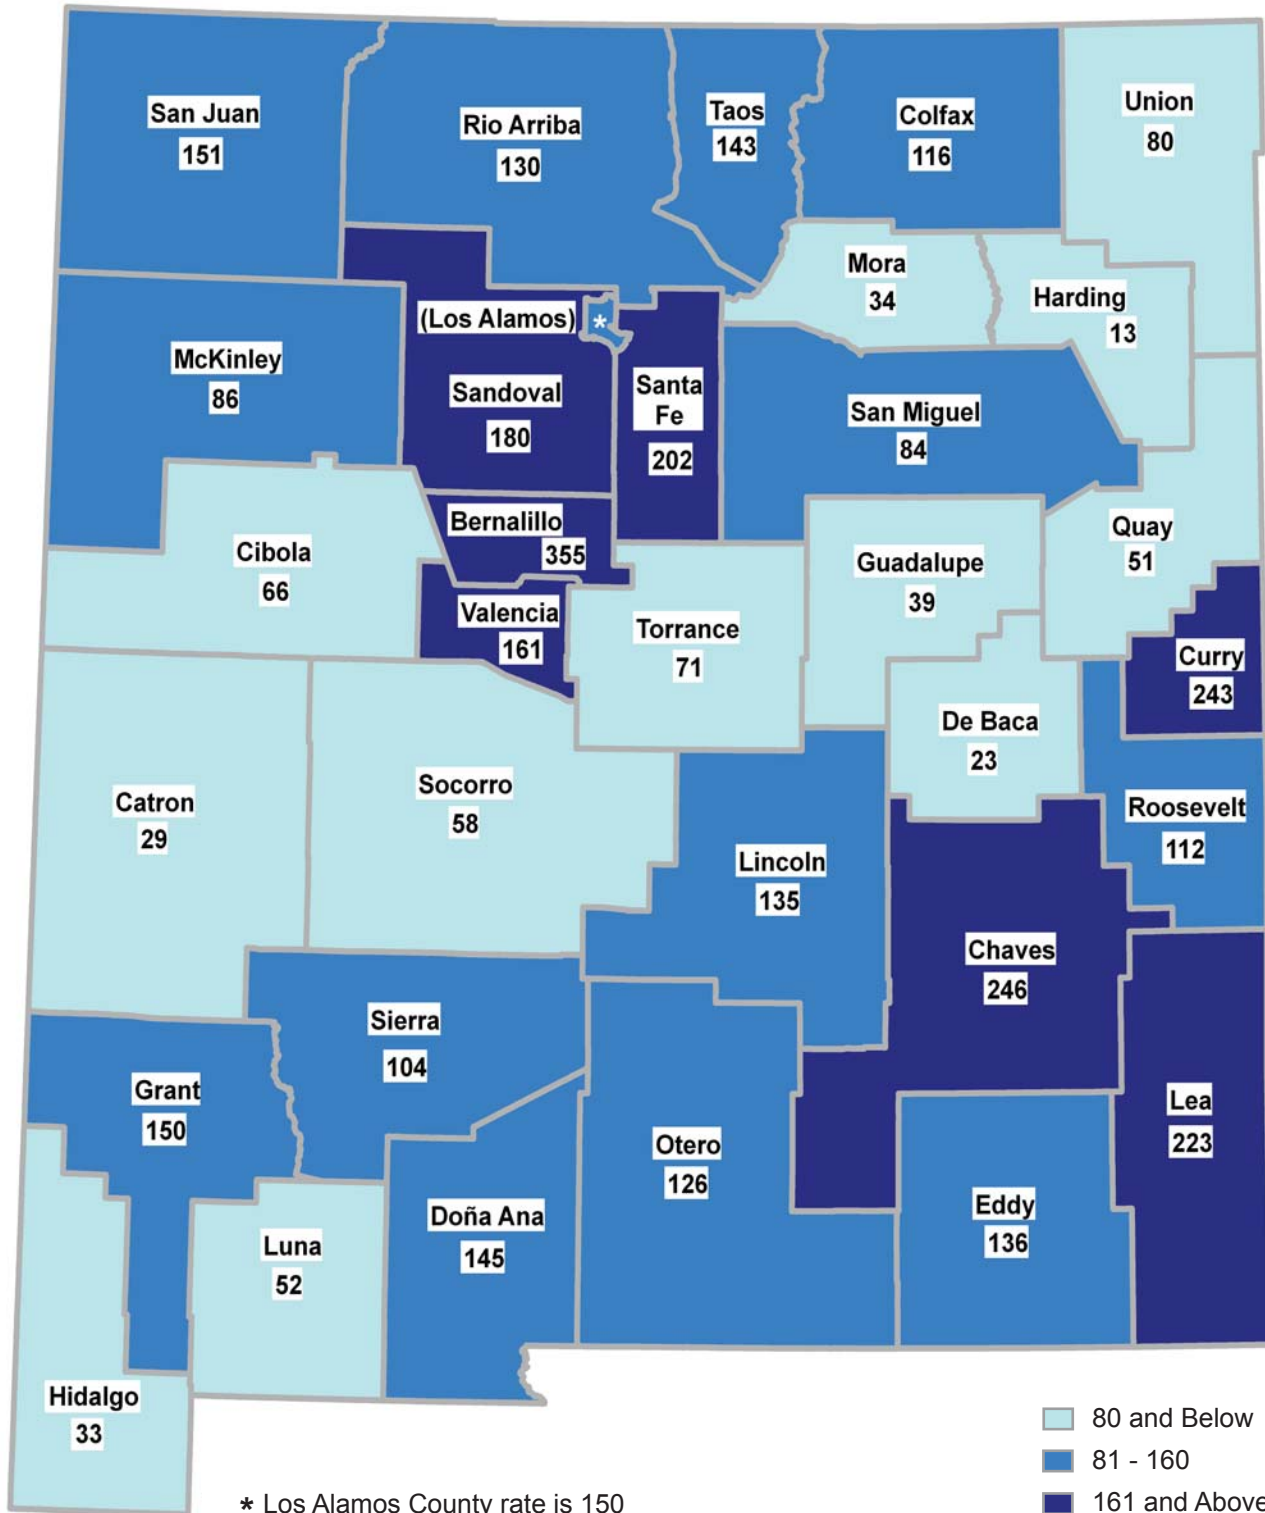 San Juan
151
Rio Arriba
130
Taos
143
Colfax
116
Union
80
Mora
34
Harding
13
(Los Alamos)
*
McKinley
86
Sandoval
180
Santa
Fe
202
San Miguel
84
Bernalillo
355
Quay
51
Cibola
66
Guadalupe
39
Valencia
161
Torrance
71
Curry
243
De Baca
23
Catron
29
Socorro
58
Roosevelt
112
Lincoln
135
Chaves
246
Sierra
104
Grant
150
Lea
223
Otero
126
Eddy
136
Doña Ana
145
Luna
52
Hidalgo
33
80 and Below
81 - 160
161 and Above
* Los Alamos County rate is 150